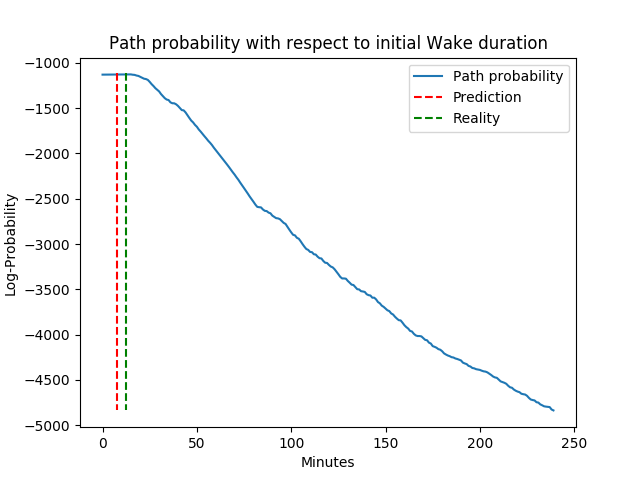 Path probability with respect to initial Wake duration
Path probability
Prediction
Reality
Log-Probability
−1000
−1500
−2000
−2500
−3000
−3500
−4000
−4500
−5000
0 50 100 150 200 250
Minutes